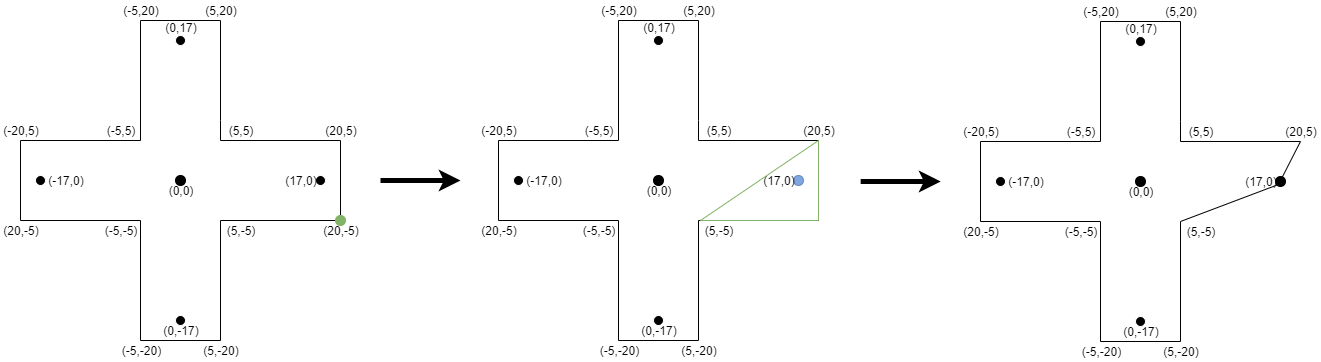 (-5,20) (5,20)
(0,17)
(-20,5) (-5,5) (5,5) (20,5)
(-17,0) (0,0) (17,0)
(20,-5) (-5,-5) (5,-5) (20,-5)
(0,-17)
(-5,-20) (5,-20)
(-5,20) (5,20)
(0,17)
(-20,5) (-5,5) (5,5) (20,5)
(-17,0) (0,0) (17,0)
(20,-5) (-5,-5) (5,-5)
(0,-17)
(-5,-20) (5,-20)
(-5,20) (5,20)
(0,17)
(-20,5) (-5,5) (5,5) (20,5)
(-17,0) (0,0) (17,0)
(20,-5) (-5,-5) (5,-5)
(0,-17)
(-5,-20) (5,-20)